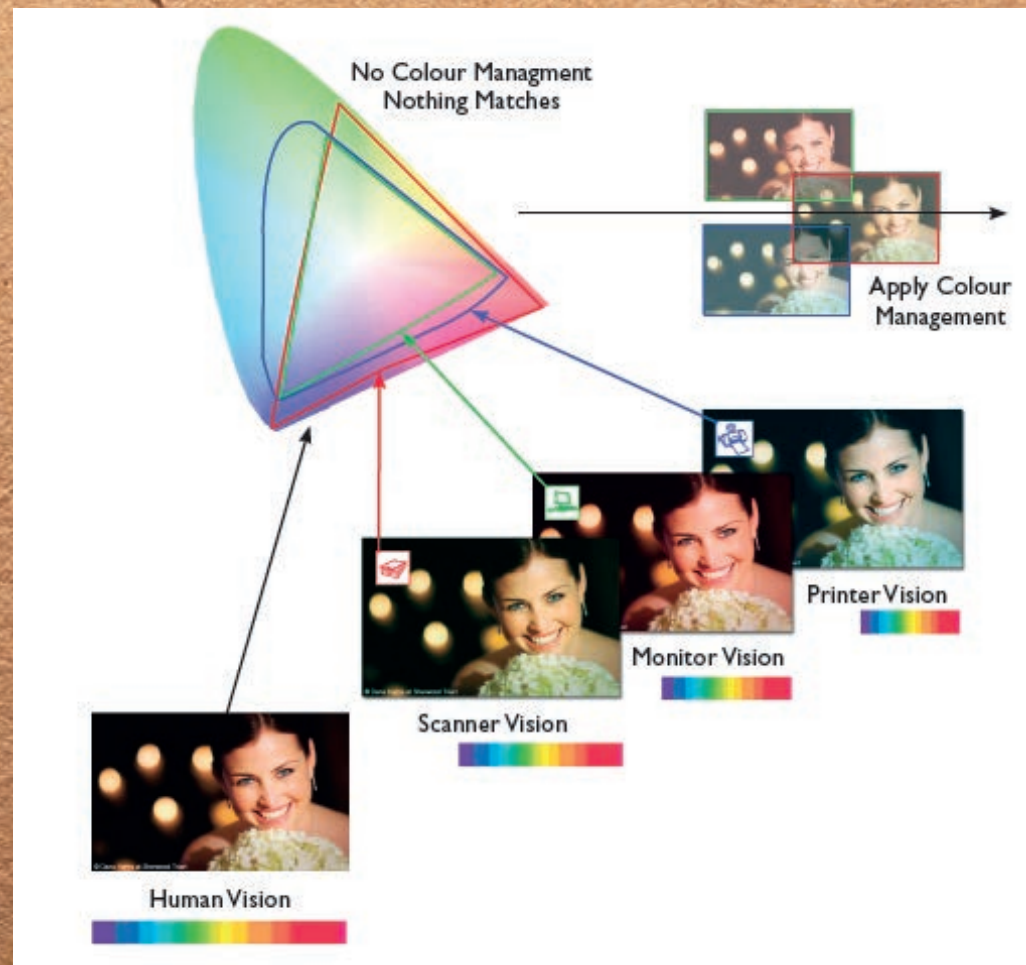 No Colour Managment
Nothing Matches
Apply Colour
Management
Printer Vision
Monitor Vision
Scanner Vision
Human Vision